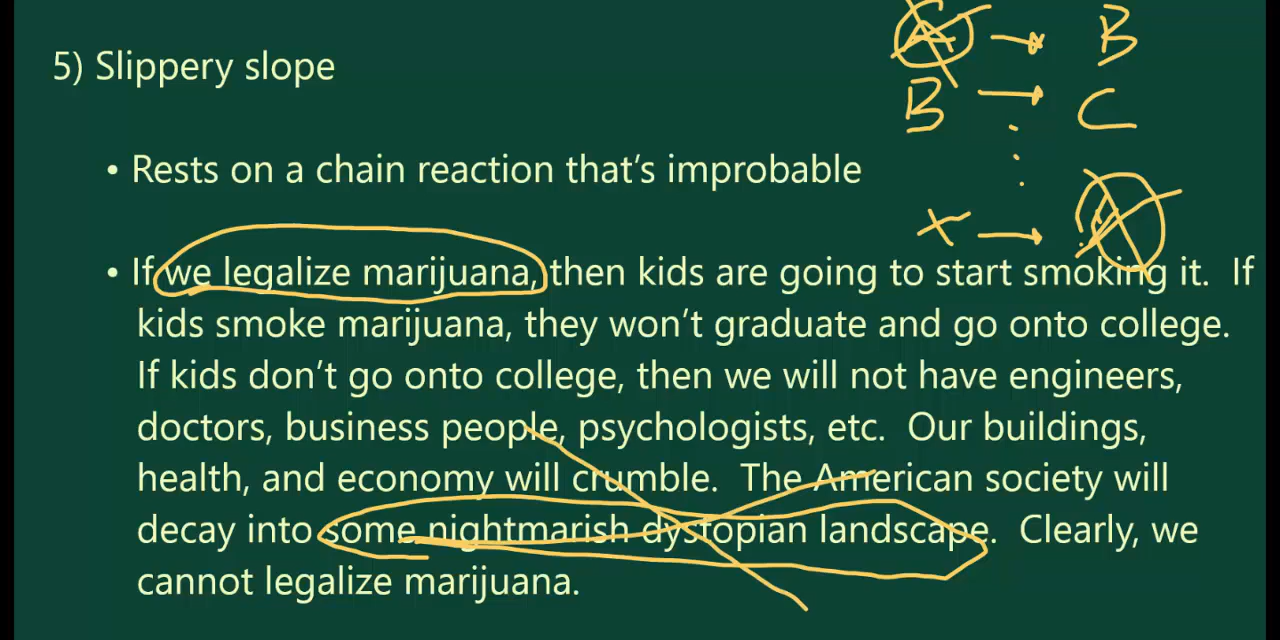 5) Slippery slope
A → B
B → C
• Rests on a chain reaction that's improbable
X →
• If we legalize marijuana, then kids are going to start smoking it. If
kids smoke marijuana, they won't graduate and go onto college.
If kids don't go onto college, then we will not have engineers,
doctors, business people, psychologists, etc. Our buildings,
health, and economy will crumble. The American society will
decay into some nightmarish dystopian landscape. Clearly, we
cannot legalize marijuana.